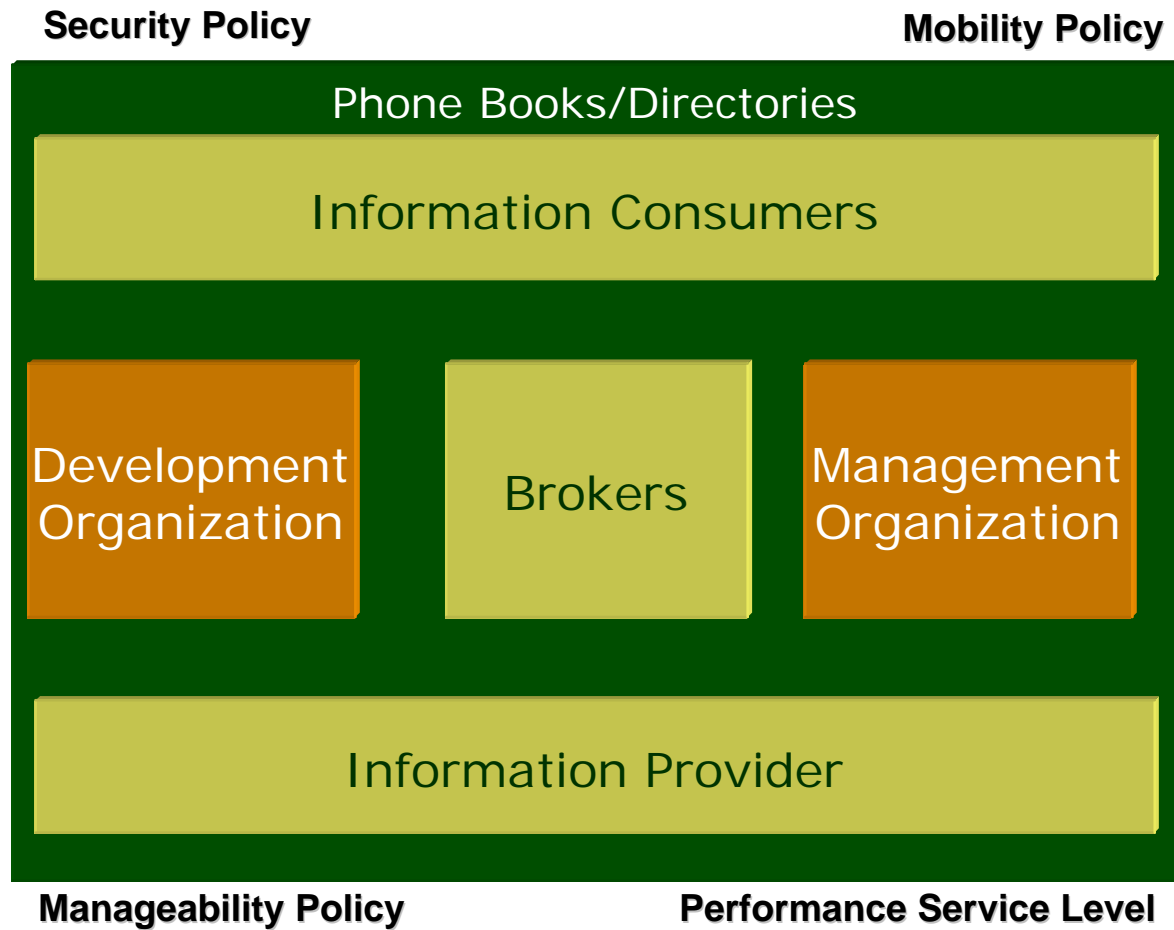 Security Policy
Mobility Policy
Phone Books/Directories
Information Consumers
Development
Organization
Brokers
Management
Organization
Information Provider
Manageability Policy
Performance Service Level